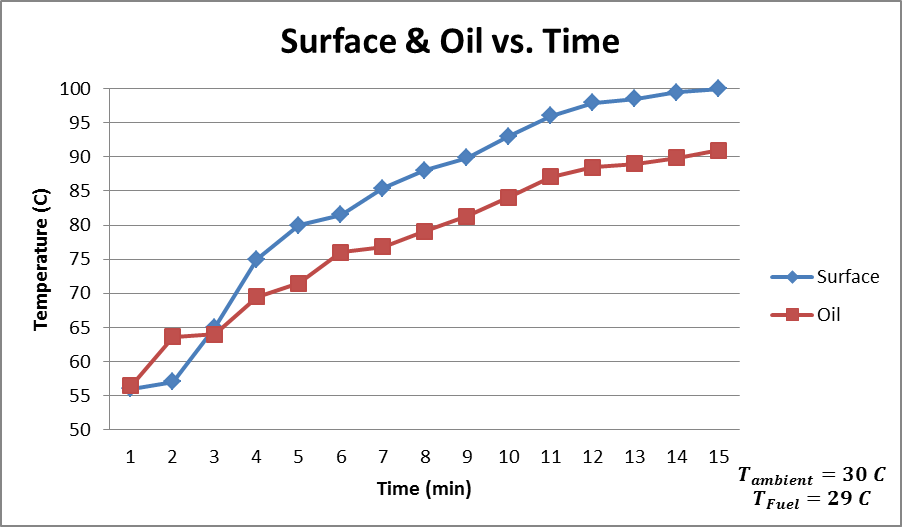 Surface & Oil vs. Time
100
95
90
85
80
75
70
65
60
55
50
Temperature (C)
1 2 3 4 5 6 7 8 9 10 11 12 13 14 15
Time (min)
Surface
Oil
T_ambient = 30 C
T_Fuel = 29 C